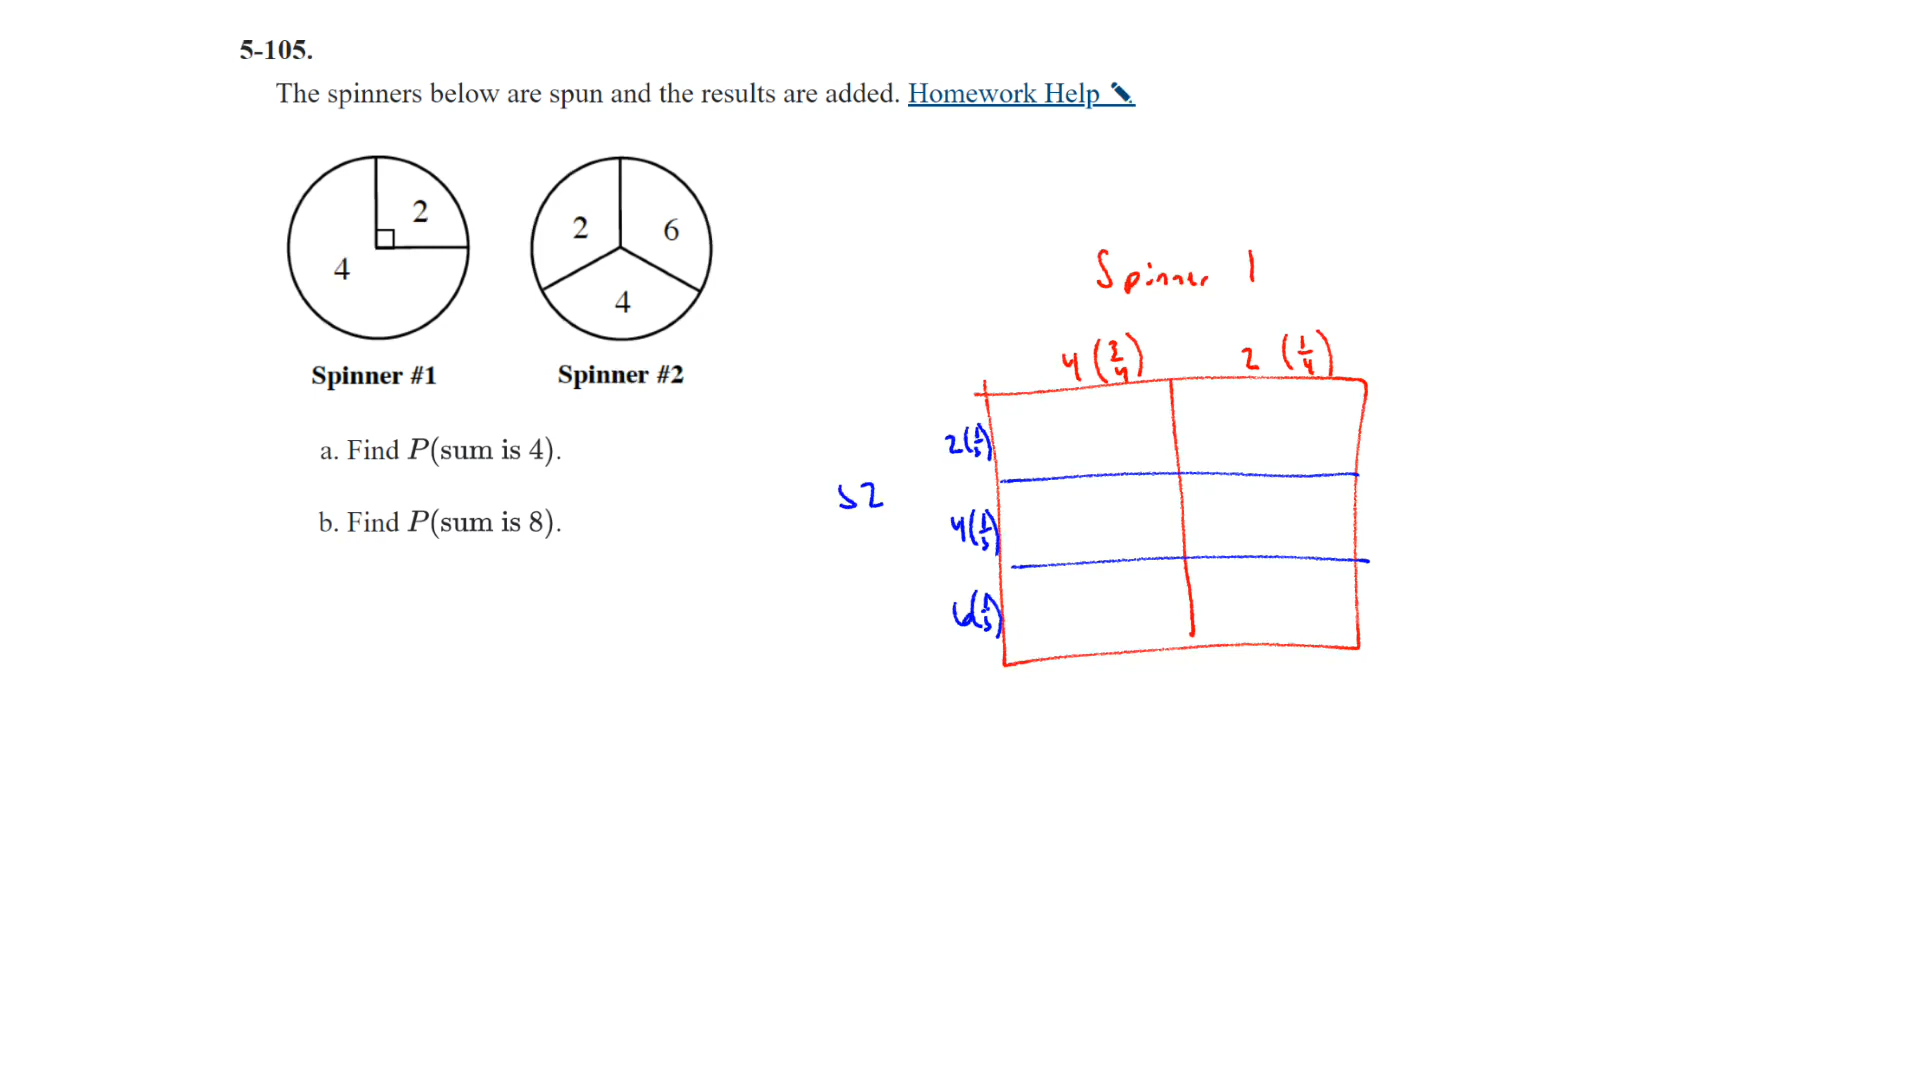 5-105.
The spinners below are spun and the results are added. Homework Help
2
4
2
6
4
Spinner #1
Spinner #2
a. Find P(sum is 4).
b. Find P(sum is 8).
Spinner 1
4 (3/4)
2 (1/4)
S2
2(1/3)
4(1/3)
6(1/3)